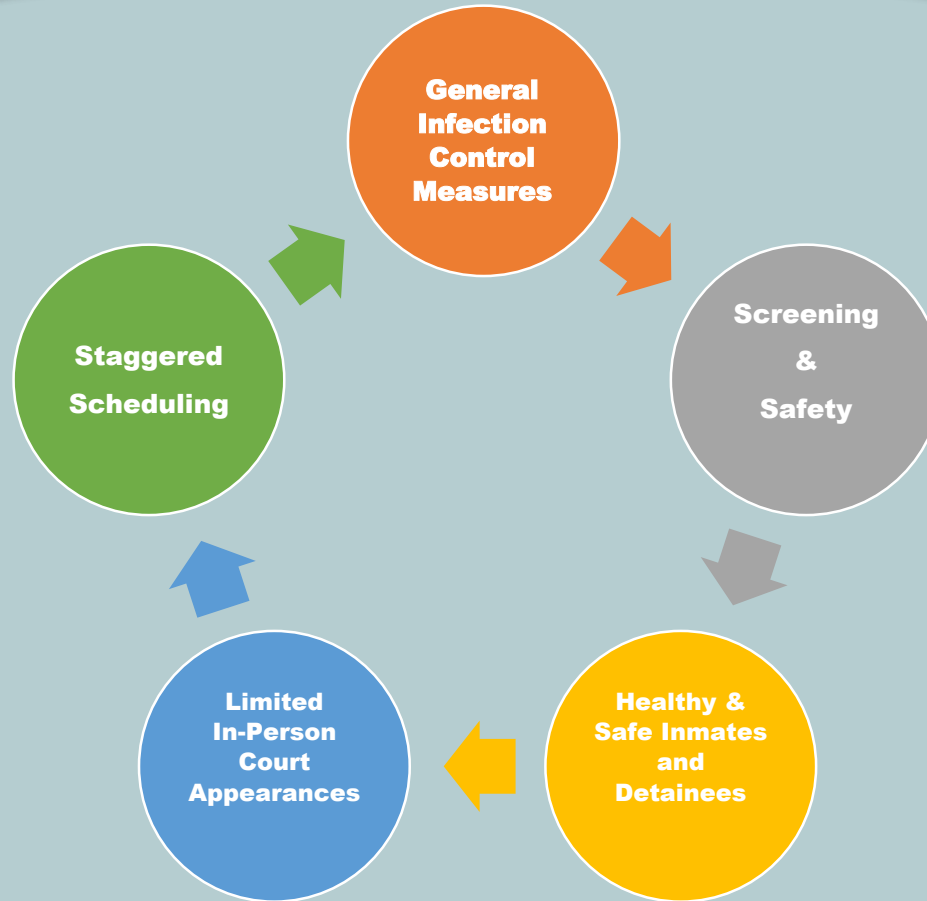 General
Infection
Control
Measures
Screening
&
Safety
Healthy &
Safe Inmates
and
Detainees
Limited
In-Person
Court
Appearances
Staggered
Scheduling